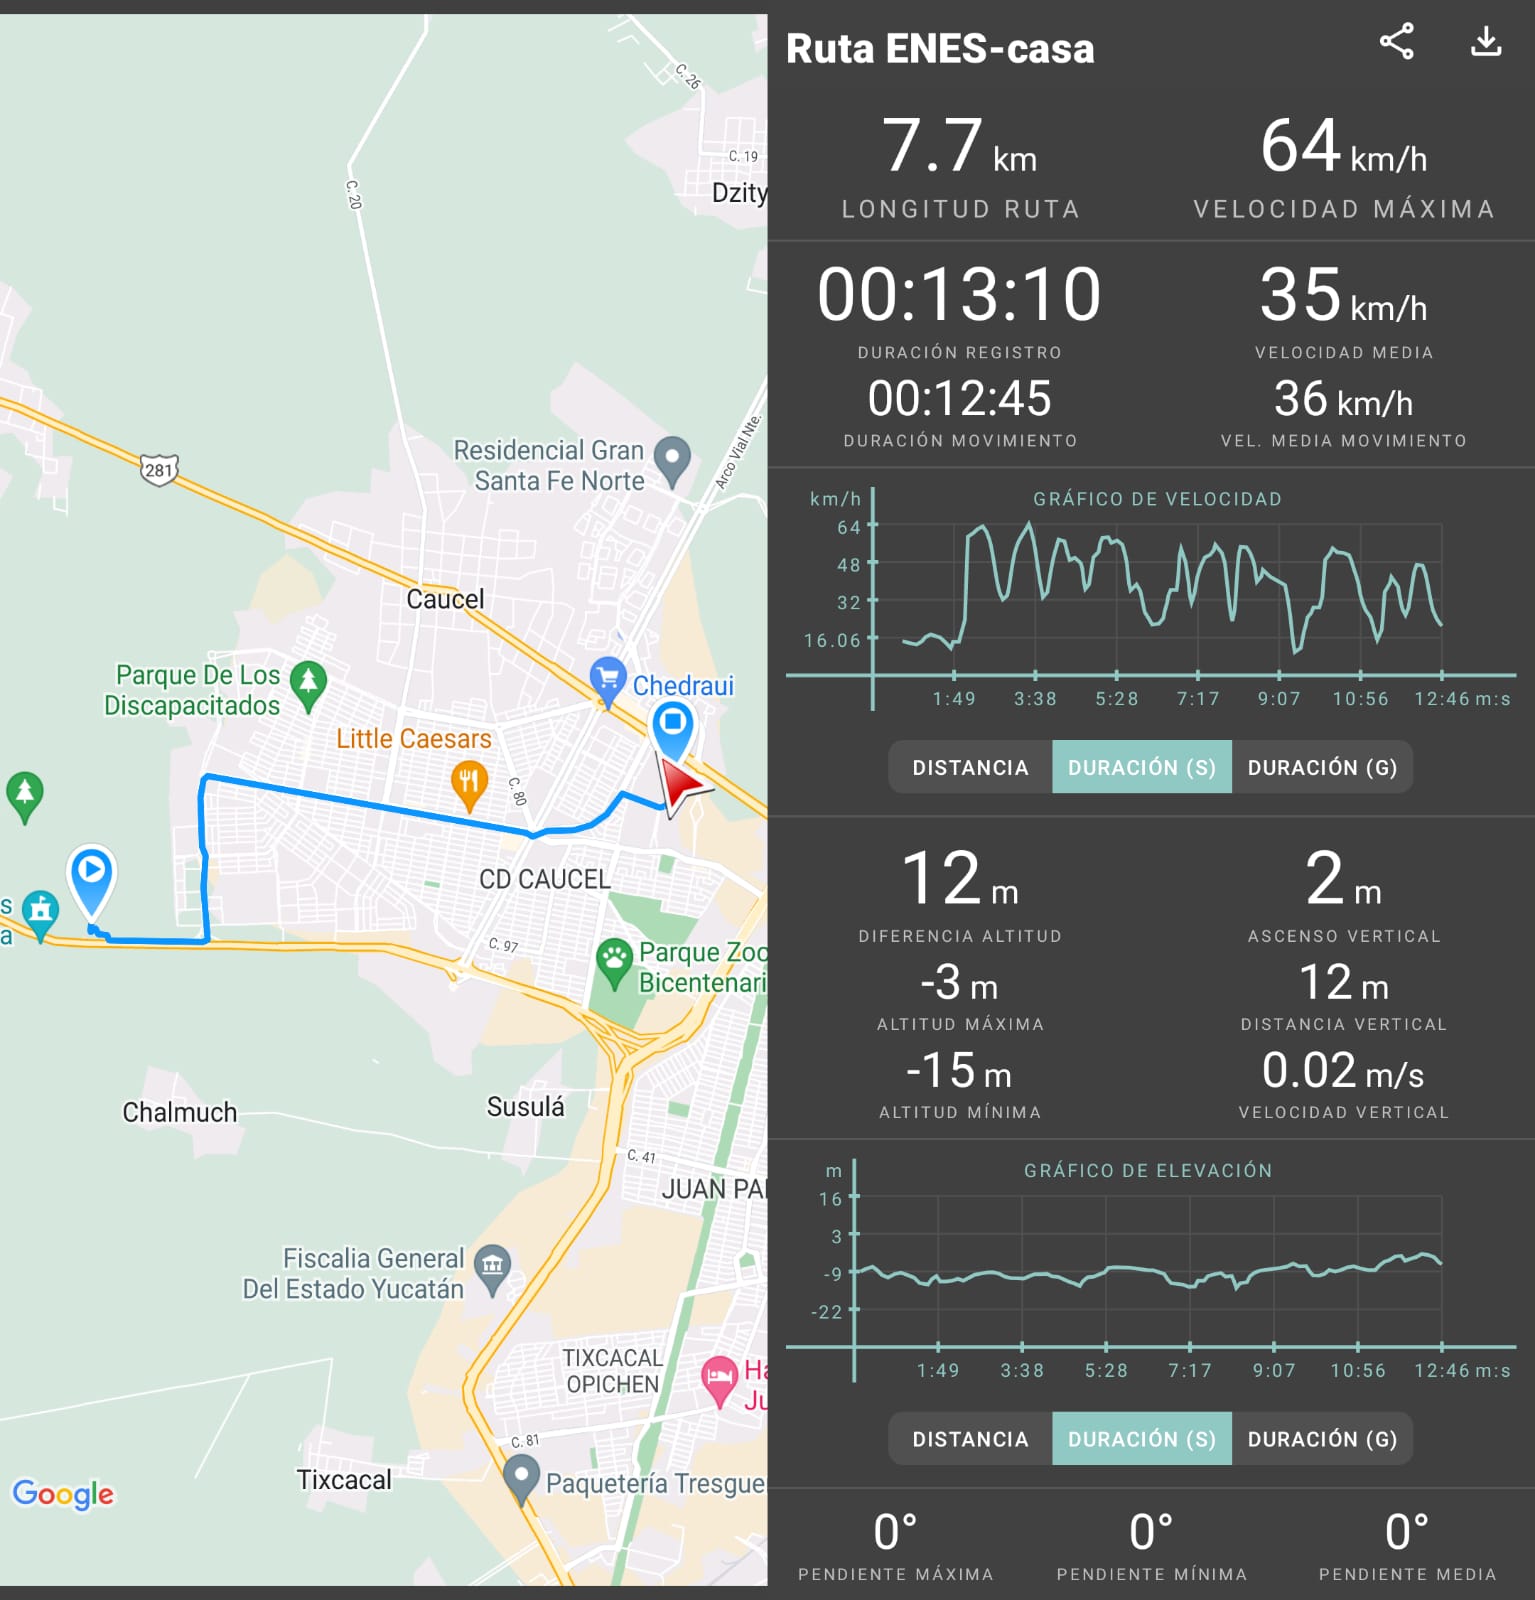 C. 26
C. 19
Dzity
C. 20
Arco Vial Nte.
Residencial Gran
Santa Fe Norte
281
Caucel
Parque De Los
Discapacitados
Chedraui
Little Caesars
C. 80
CD CAUCEL
s
a
C. 97
Parque Zoo
Bicentenari
Chalmuch
Susulá
C. 41
JUAN PA
Fiscalia General
Del Estado Yucatán
TIXCACAL
OPICHEN
Ha
Ju
C. 81
Tixcacal
Paquetería Tresgue
Google
Ruta ENES-casa
7.7 km
LONGITUD RUTA
64 km/h
VELOCIDAD MÁXIMA
00:13:10
DURACIÓN REGISTRO
35 km/h
VELOCIDAD MEDIA
00:12:45
DURACIÓN MOVIMIENTO
36 km/h
VEL. MEDIA MOVIMIENTO
km/h
GRÁFICO DE VELOCIDAD
64
48
32
16.06
1:49 3:38 5:28 7:17 9:07 10:56 12:46 m:s
DISTANCIA DURACIÓN (S) DURACIÓN (G)
12 m
DIFERENCIA ALTITUD
2 m
ASCENSO VERTICAL
-3 m
ALTITUD MÁXIMA
12 m
DISTANCIA VERTICAL
-15 m
ALTITUD MÍNIMA
0.02 m/s
VELOCIDAD VERTICAL
m
GRÁFICO DE ELEVACIÓN
16
3
-9
-22
1:49 3:38 5:28 7:17 9:07 10:56 12:46 m:s
DISTANCIA DURACIÓN (S) DURACIÓN (G)
0°
PENDIENTE MÁXIMA
0°
PENDIENTE MÍNIMA
0°
PENDIENTE MEDIA